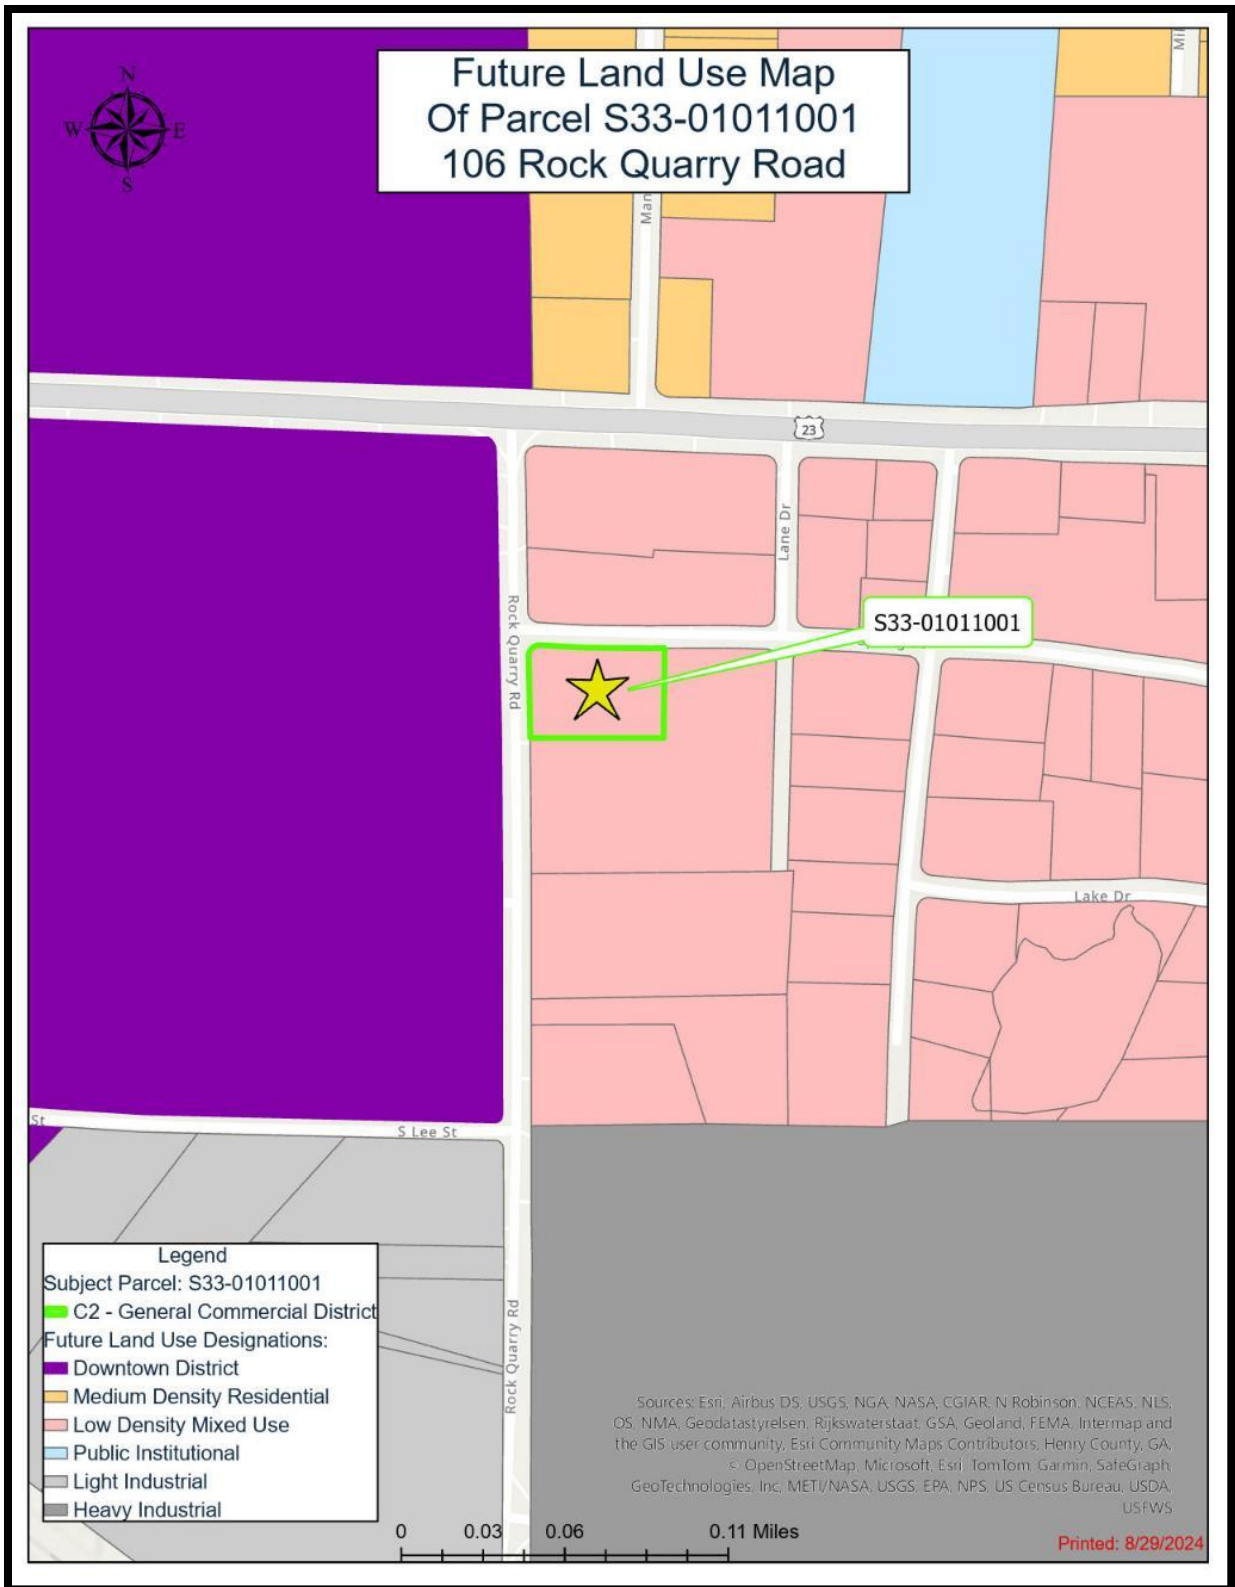 Future Land Use Map
Of Parcel S33-01011001
106 Rock Quarry Road
N
W
E
S
Man
Mil
23
Lane Dr
Rock Quarry Rd
S33-01011001
Lake Dr
St
S Lee St
Rock Quarry Rd
Legend
Subject Parcel: S33-01011001
C2 - General Commercial District
Future Land Use Designations:
Downtown District
Medium Density Residential
Low Density Mixed Use
Public Institutional
Light Industrial
Heavy Industrial
Sources: Esri, Airbus DS, USGS, NGA, NASA, CGIAR, N Robinson, NCEAS, NLS,
OS, NMA, Geodatastyrelsen, Rijkswaterstaat, GSA, Geoland, FEMA, Intermap and
the GIS user community, Esri Community Maps Contributors, Henry County, GA,
© OpenStreetMap, Microsoft, Esri, TomTom, Garmin, SafeGraph,
GeoTechnologies, Inc, METI/NASA, USGS, EPA, NPS, US Census Bureau, USDA,
USFWS
0 0.03 0.06 0.11 Miles
Printed: 8/29/2024